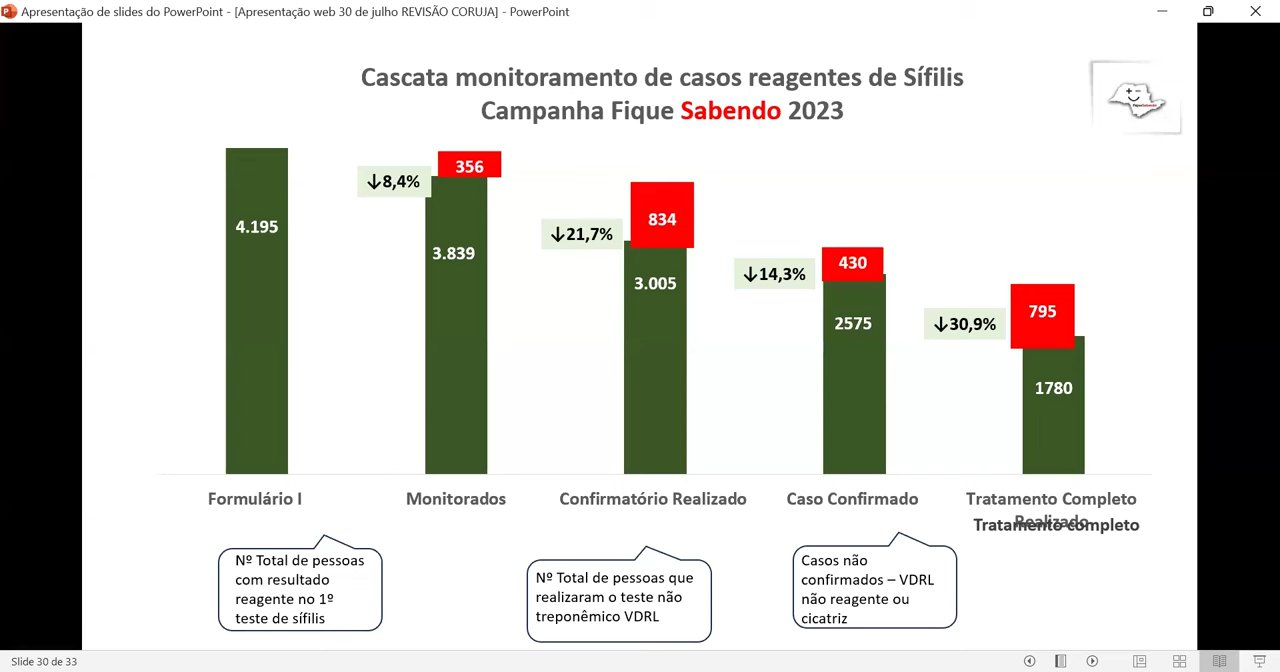 Apresentação de slides do PowerPoint - [Apresentação web 30 de julho REVISÃO CORUJA] - PowerPoint
Cascata monitoramento de casos reagentes de Sífilis
Campanha Fique Sabendo 2023
4.195
↓8,4%
356
3.839
↓21,7%
834
3.005
↓14,3%
430
2575
↓30,9%
795
1780
Formulário I
Monitorados
Confirmatório Realizado
Caso Confirmado
Tratamento Completo
Realizado
Tratamento completo
Nº Total de pessoas
com resultado
reagente no 1º
teste de sífilis
Nº Total de pessoas que
realizaram o teste não
treponêmico VDRL
Casos não
confirmados – VDRL
não reagente ou
cicatriz
Slide 30 de 33